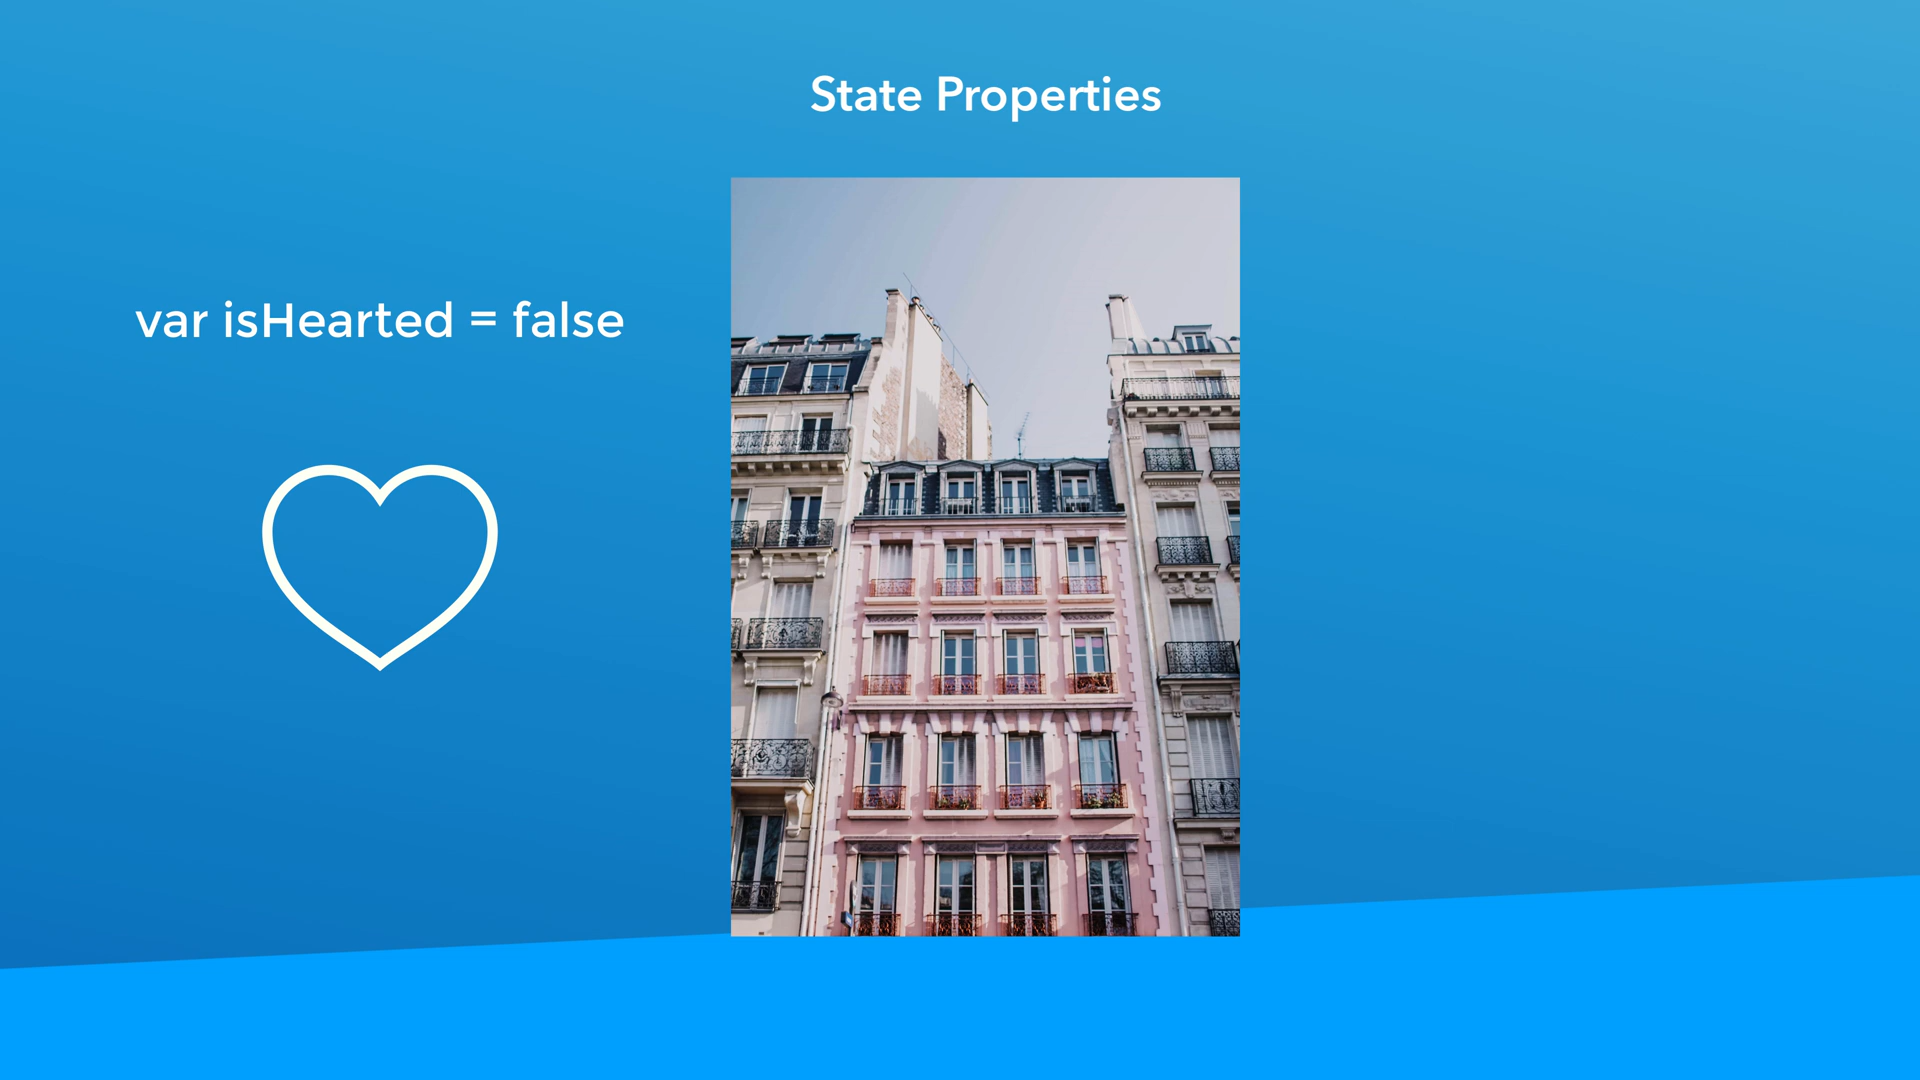 State Properties
var isHearted = false